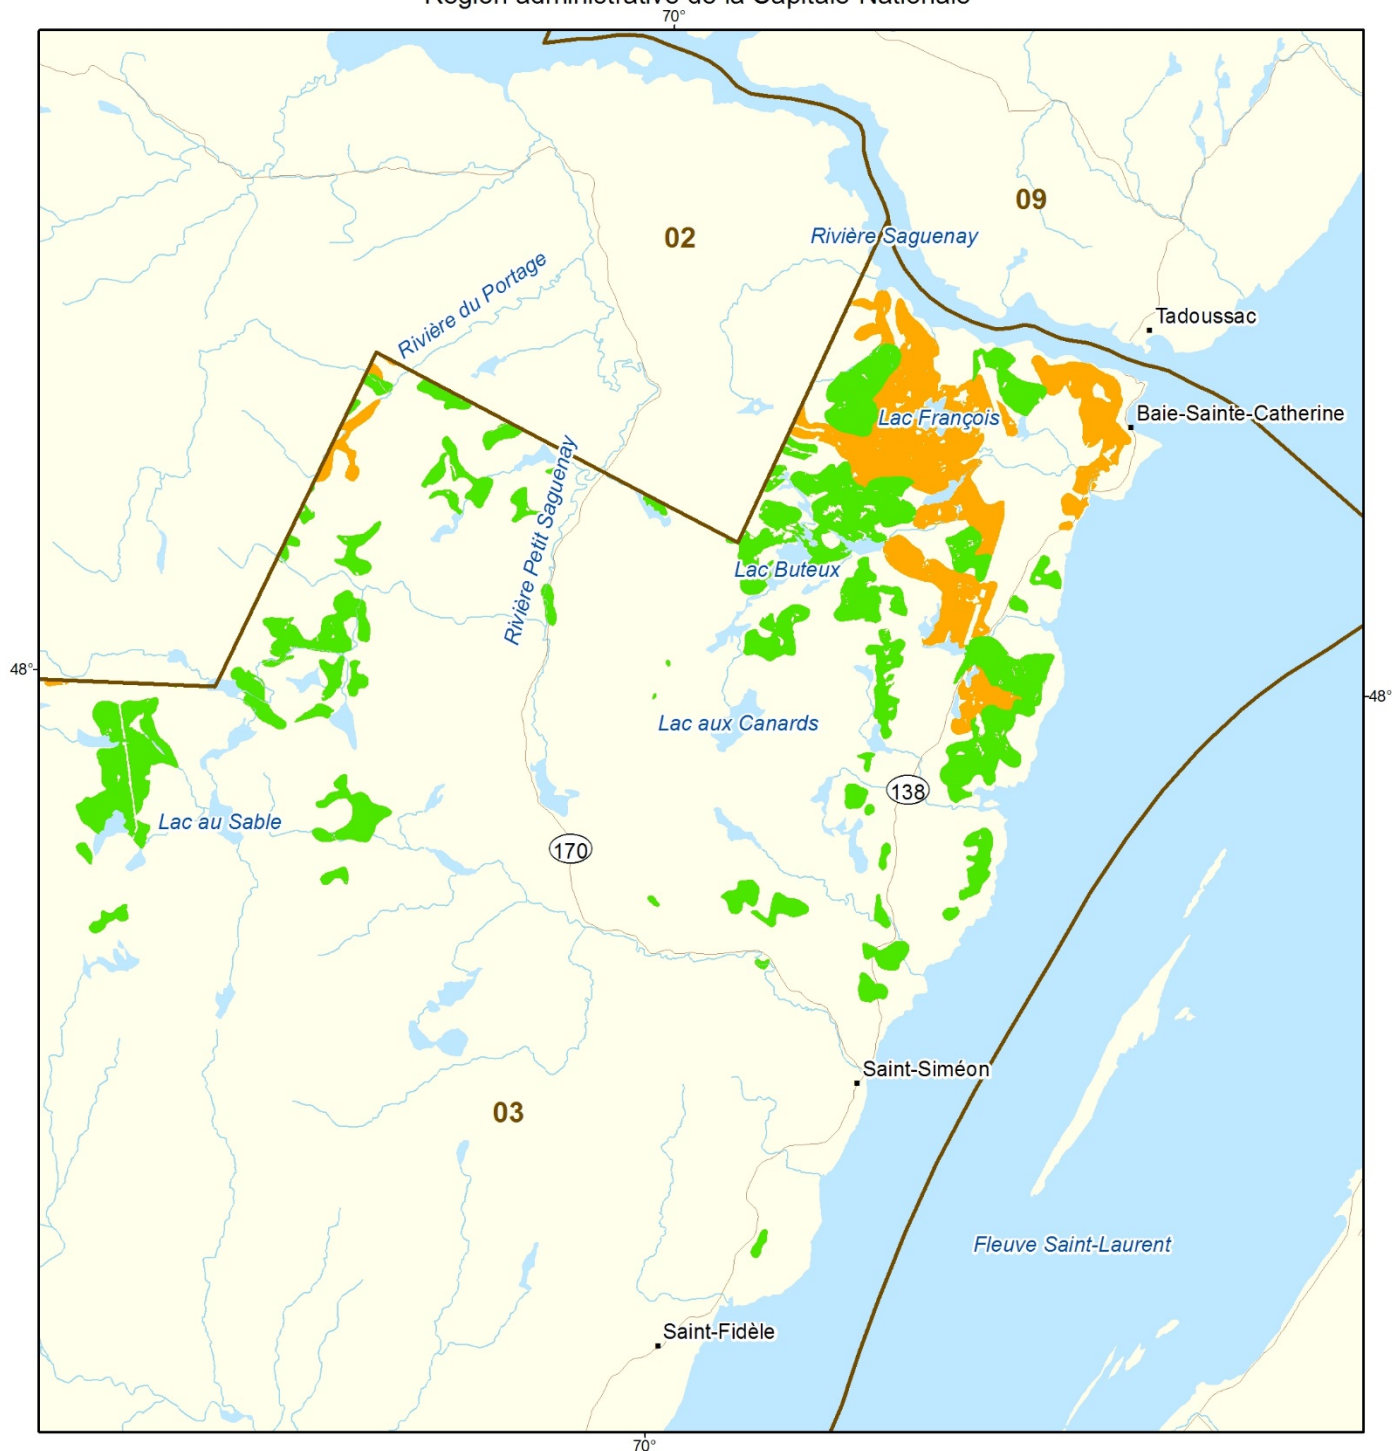 Région administrative de la Capitale-Nationale
70°
09
02
Rivière Saguenay
Rivière du Portage
Tadoussac
Lac François
Baie-Sainte-Catherine
Rivière Petit Saguenay
Lac Buteux
48°
48°
Lac aux Canards
138
Lac au Sable
170
Saint-Siméon
03
Fleuve Saint-Laurent
Saint-Fidèle
70°